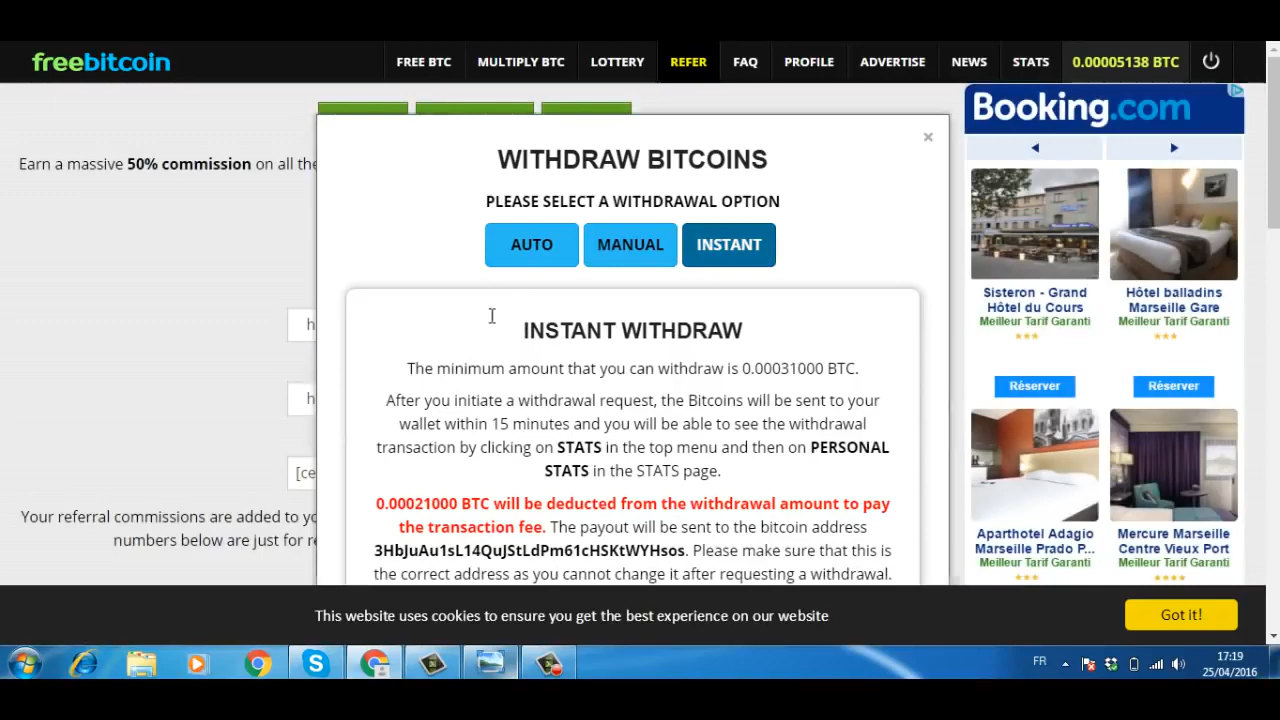 freebitcoin
FREE BTC
MULTIPLY BTC
LOTTERY
REFER
FAQ
PROFILE
ADVERTISE
NEWS
STATS
0.00005138 BTC
Earn a massive 50% commission on all the
h
h
[ce
Your referral commissions are added to yo
numbers below are just for re
×
WITHDRAW BITCOINS
PLEASE SELECT A WITHDRAWAL OPTION
AUTO
MANUAL
INSTANT
INSTANT WITHDRAW
The minimum amount that you can withdraw is 0.00031000 BTC.
After you initiate a withdrawal request, the Bitcoins will be sent to your
wallet within 15 minutes and you will be able to see the withdrawal
transaction by clicking on STATS in the top menu and then on PERSONAL
STATS in the STATS page.
0.00021000 BTC will be deducted from the withdrawal amount to pay
the transaction fee. The payout will be sent to the bitcoin address
3HbJuAu1sL14QuJStLdPm61cHSKtWYHsos. Please make sure that this is
the correct address as you cannot change it after requesting a withdrawal.
Booking.com
Sisteron - Grand
Hôtel du Cours
Meilleur Tarif Garanti
Réserver
Hôtel balladins
Marseille Gare
Meilleur Tarif Garanti
Réserver
Aparthotel Adagio
Marseille Prado P...
Meilleur Tarif Garanti
Mercure Marseille
Centre Vieux Port
Meilleur Tarif Garanti
This website uses cookies to ensure you get the best experience on our website
Got it!
FR
17:19
25/04/2016